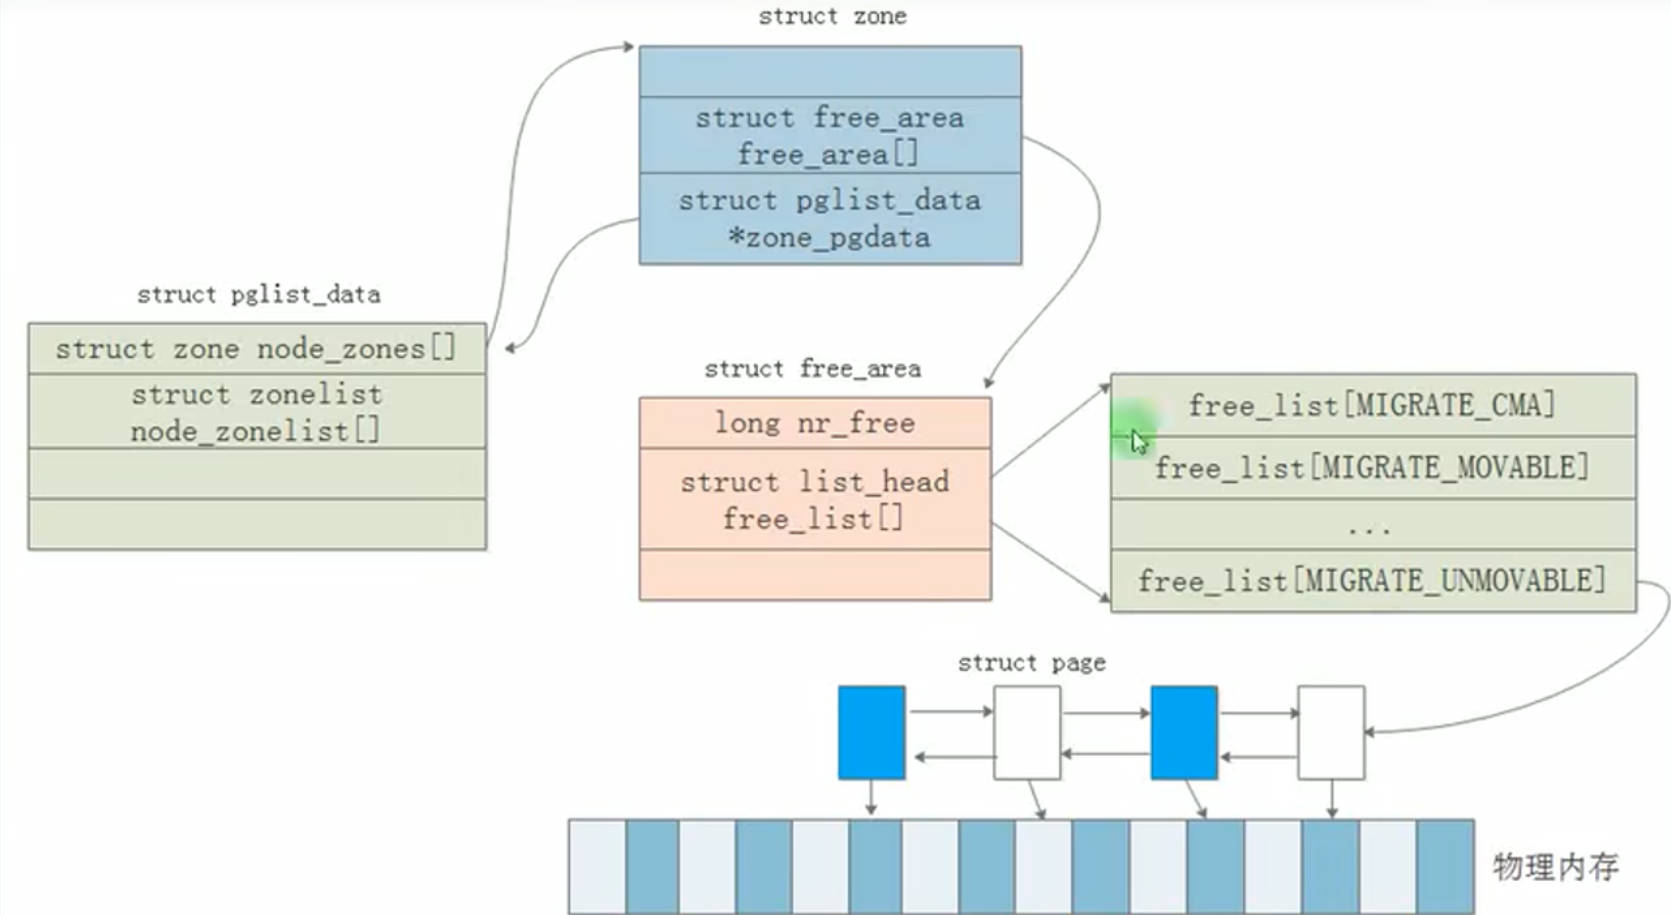 struct zone
struct free_area
free_area[]
struct pglist_data
*zone_pgdata
struct pglist_data
struct zone node_zones[]
struct zonelist
node_zonelist[]
struct free_area
long nr_free
struct list_head
free_list[]
free_list[MIGRATE_CMA]
free_list[MIGRATE_MOVABLE]
...
free_list[MIGRATE_UNMOVABLE]
struct page
物理内存